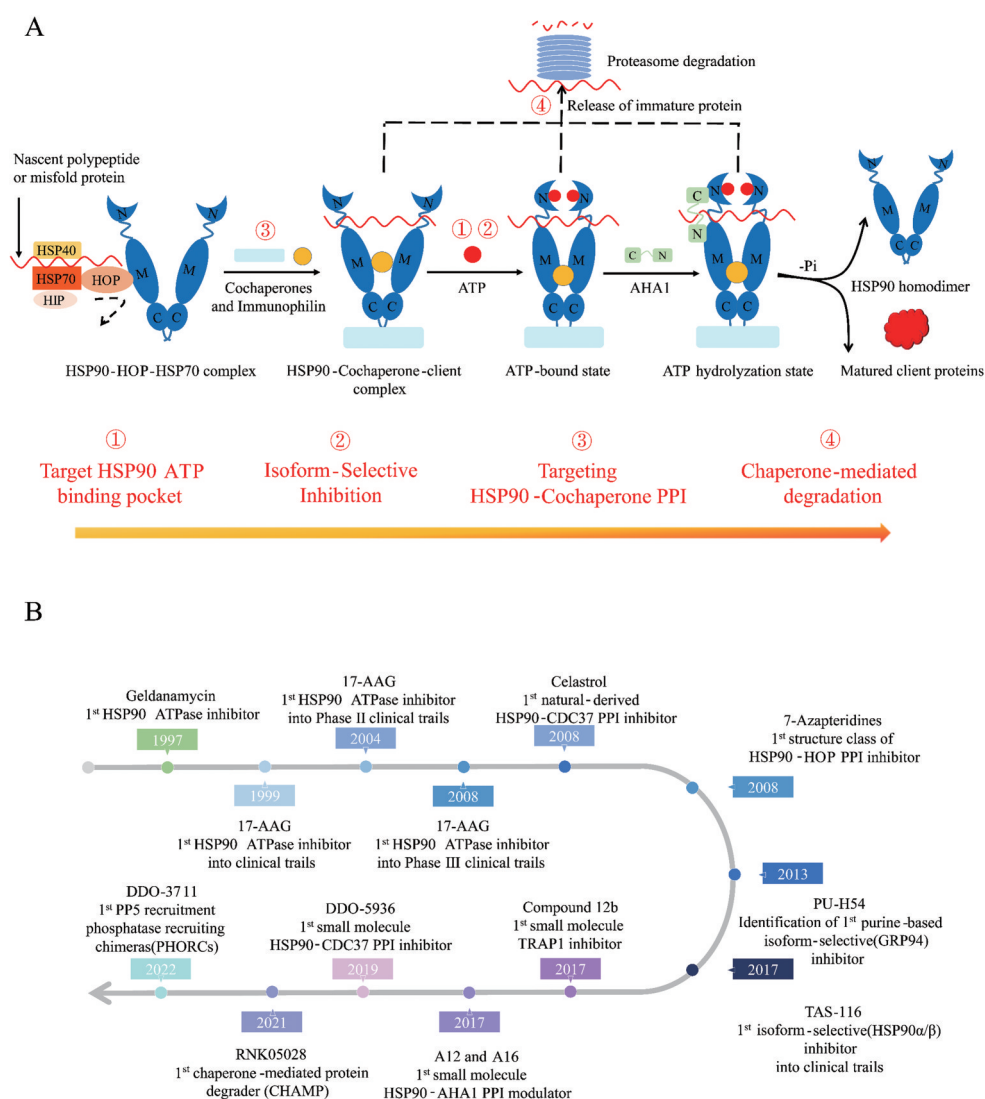 A
Proteasome degradation
④
Release of immature protein
Nascent polypeptide
or misfold protein
HSP40
HSP70
HOP
HIP
N
N
M
M
C
C
③
Cochaperones
and Immunophilin
N
N
M
M
C
C
① ②
ATP
N
N
M
M
C
C
C
N
AHA1
C
N
N
N
M
M
C
C
-Pi
N
N
M
M
C
C
HSP90 homodimer
Matured client proteins
HSP90-HOP-HSP70 complex
HSP90-Cochaperone-client
complex
ATP-bound state
ATP hydrolyzation state
①
Target HSP90 ATP
binding pocket
②
Isoform-Selective
Inhibition
③
Targeting
HSP90-Cochaperone PPI
④
Chaperone-mediated
degradation
B
Geldanamycin
1st HSP90 ATPase inhibitor
1997
1999
17-AAG
1st HSP90 ATPase inhibitor
into clinical trails
17-AAG
1st HSP90 ATPase inhibitor
into Phase II clinical trails
2004
2008
17-AAG
1st HSP90 ATPase inhibitor
into Phase III clinical trails
Celastrol
1st natural-derived
HSP90-CDC37 PPI inhibitor
2008
7-Azapteridines
1st structure class of
HSP90-HOP PPI inhibitor
2008
2013
PU-H54
Identification of 1st purine-based
isoform-selective(GRP94)
inhibitor
2017
TAS-116
1st isoform-selective(HSP90α/β)
inhibitor
into clinical trails
Compound 12b
1st small molecule
TRAP1 inhibitor
2017
2017
A12 and A16
1st small molecule
HSP90-AHA1 PPI modulator
DDO-5936
1st small molecule
HSP90-CDC37 PPI inhibitor
2019
2021
RNK05028
1st chaperone-mediated protein
degrader (CHAMP)
DDO-3711
1st PP5 recruitment
phosphatase recruiting
chimeras(PHORCs)
2022